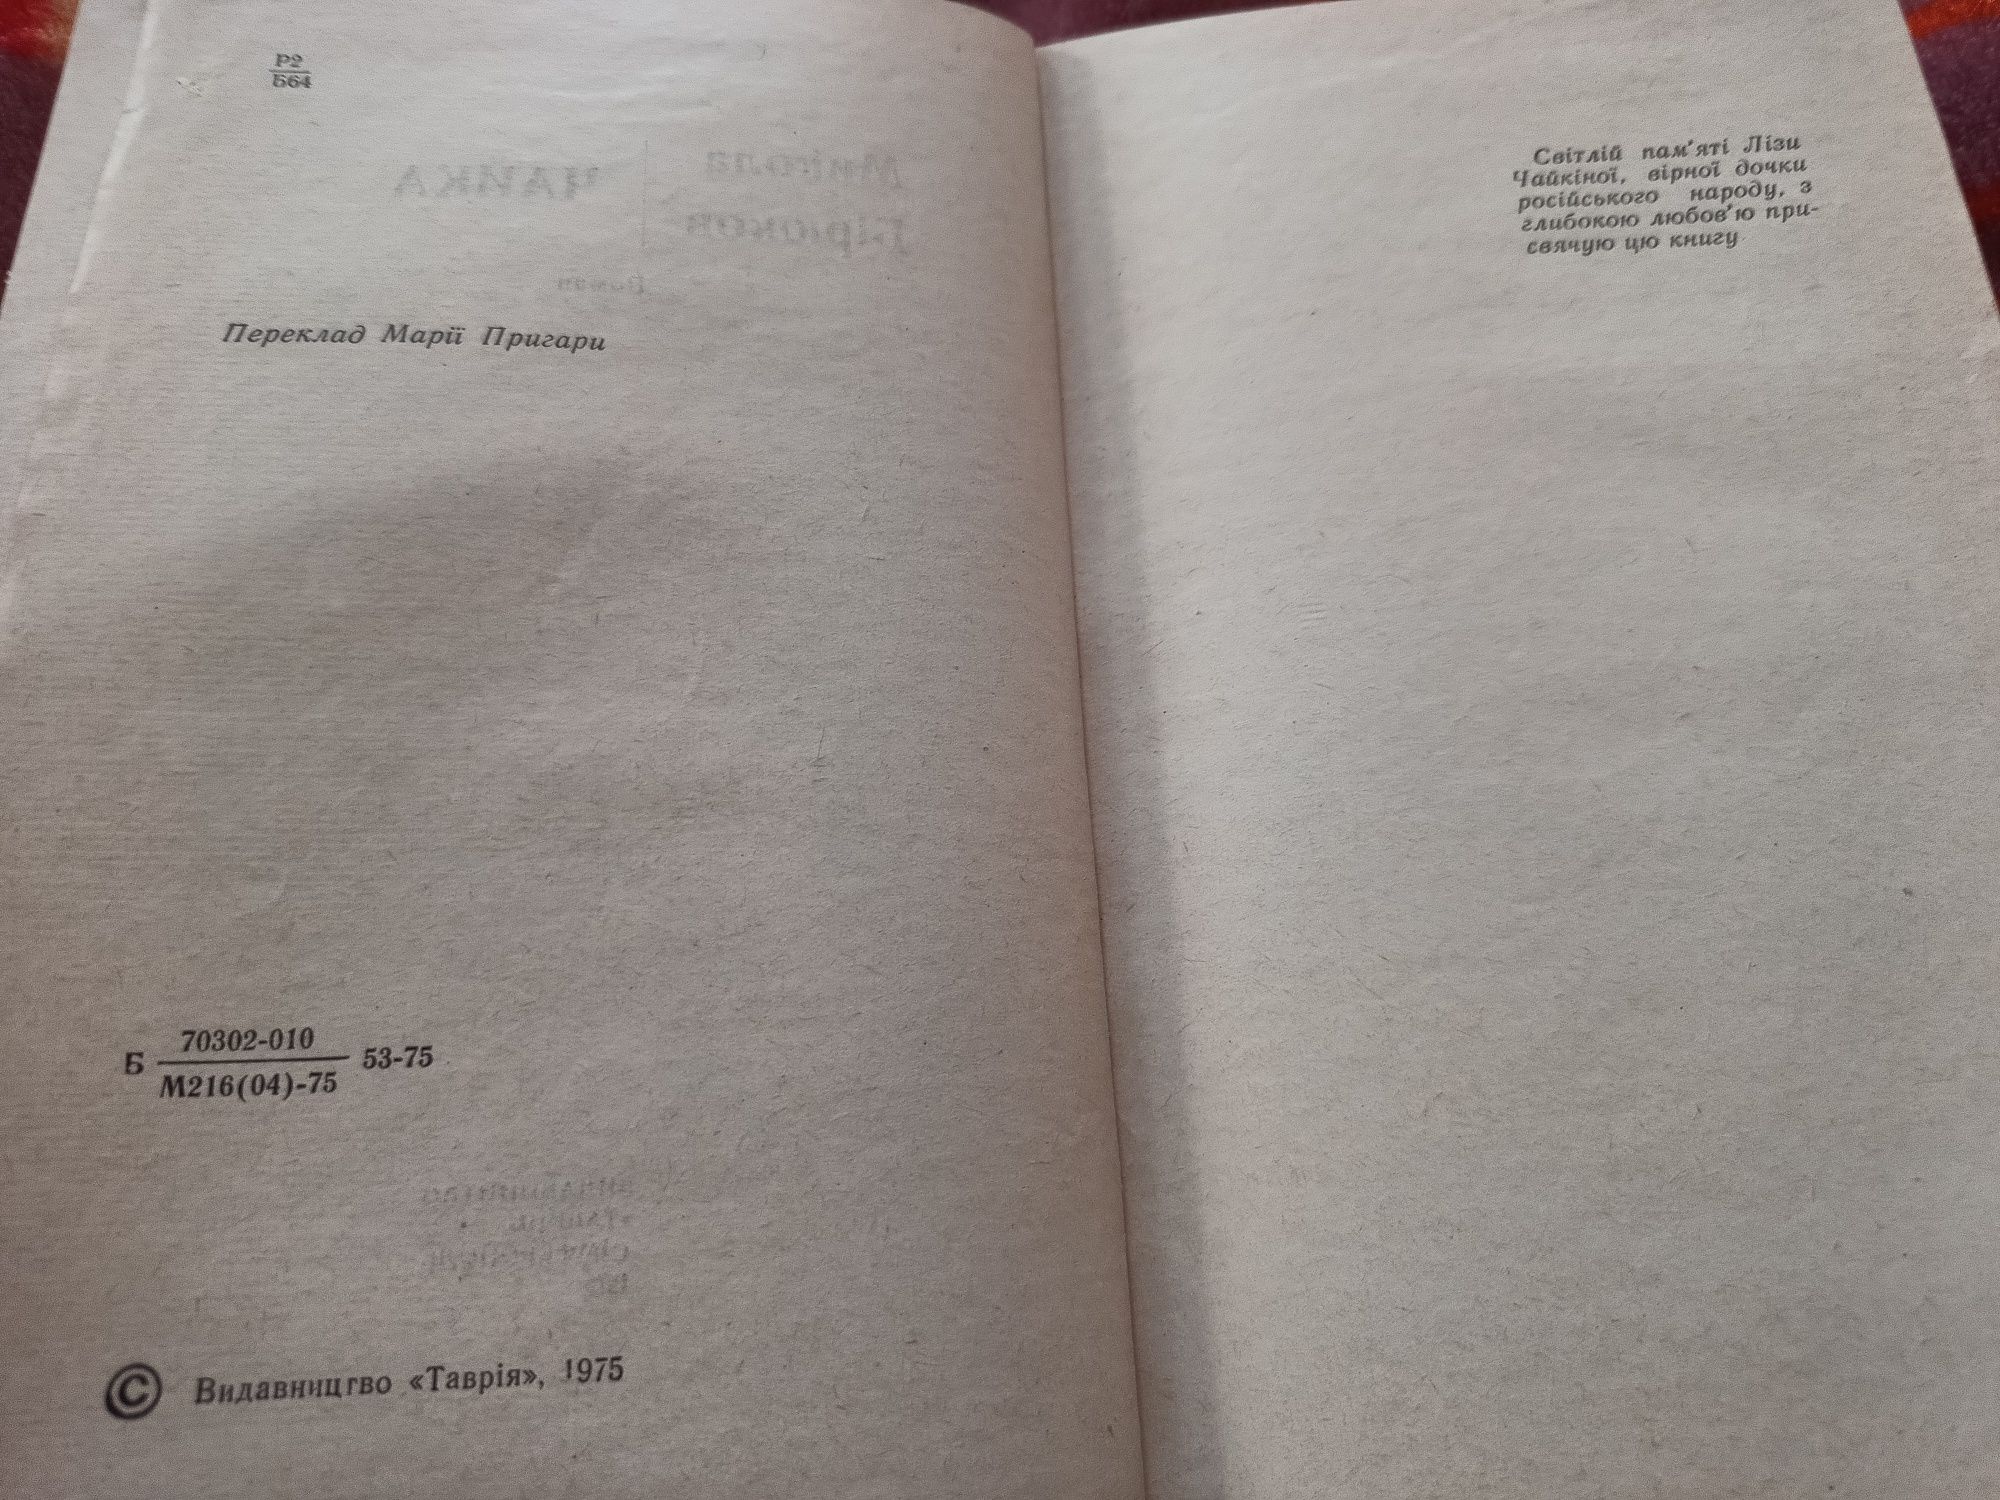 Р2
Б64
Переклад Марії Пригари
Б 70302-010 53-75
М216(04)-75
© Видавництво «Таврія», 1975
Світлій пам'яті Лізи
Чайкіної, вірної дочки
російського народу, з
глибокою любов'ю при-
свячую цю книгу